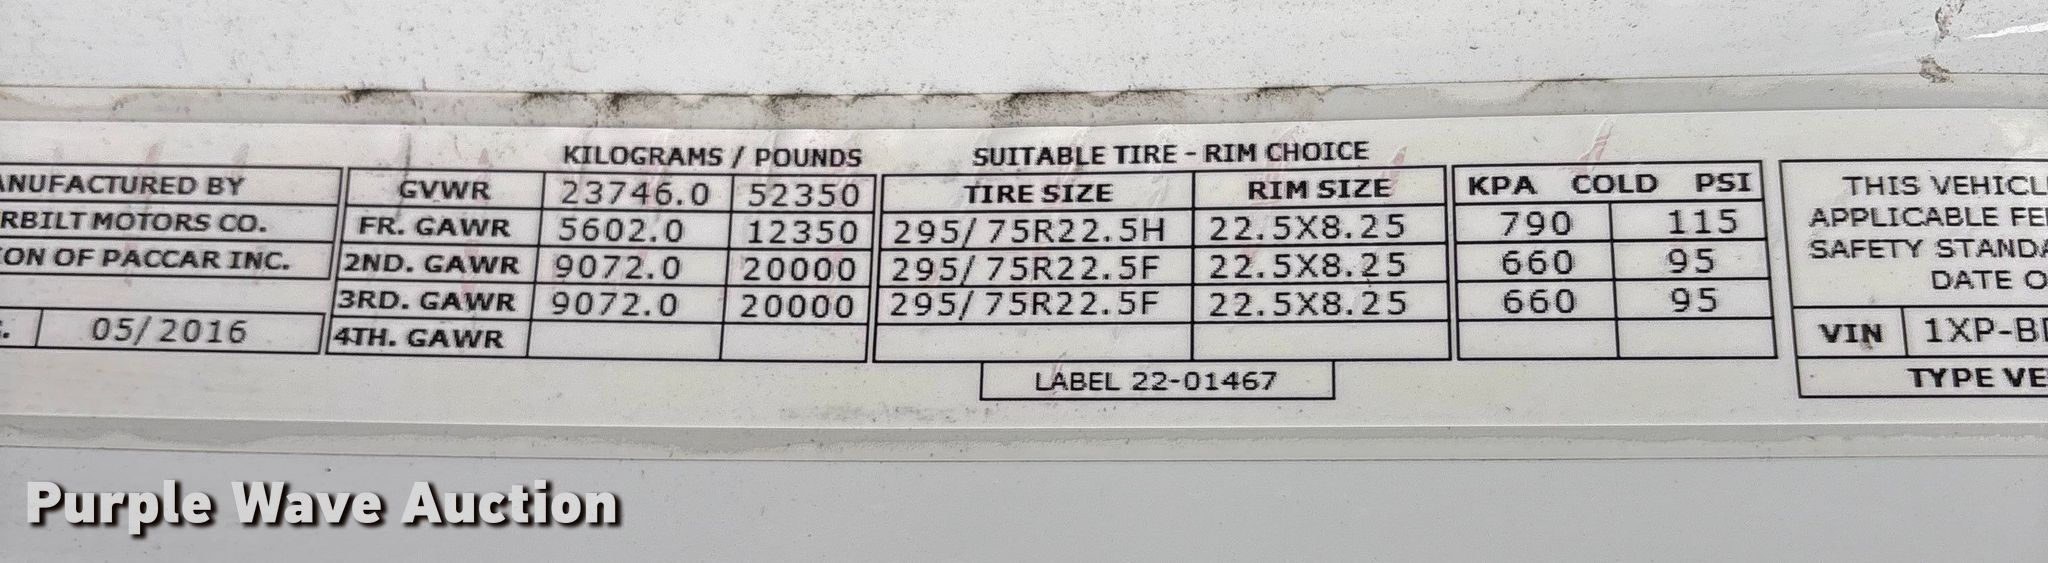 KILOGRAMS / POUNDS SUITABLE TIRE - RIM CHOICE
ANUFACTURED BY GVWR 23746.0 52350 TIRE SIZE RIM SIZE KPA COLD PSI THIS VEHICL
RBILT MOTORS CO. FR. GAWR 5602.0 12350 295/75R22.5H 22.5X8.25 790 115 APPLICABLE FE
ION OF PACCAR INC. 2ND. GAWR 9072.0 20000 295/75R22.5F 22.5X8.25 660 95 SAFETY STANDA
3RD. GAWR 9072.0 20000 295/75R22.5F 22.5X8.25 660 95 DATE O
05/2016 4TH. GAWR VIN 1XP-BD
LABEL 22-01467 TYPE VE
Purple Wave Auction